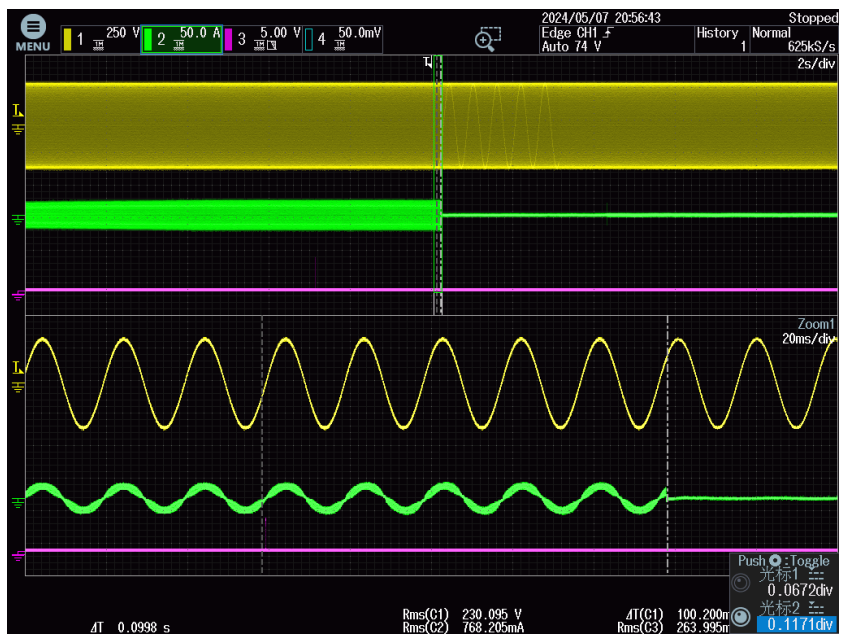 2024/05/07 20:56:43
Stopped
MENU
1 250 V
2 50.0 A
3 5.00 V
4 50.0mV
Edge CH1
Auto 74 V
History
1
Normal
625kS/s
2s/div
Zoom1
20ms/div
Push :Toggle
光标1
0.0672div
光标2
0.1171div
ΔT 0.0998 s
Rms(C1) 230.095 V
Rms(C2) 768.205mA
ΔT(C1) 100.200m
Rms(C3) 263.995m